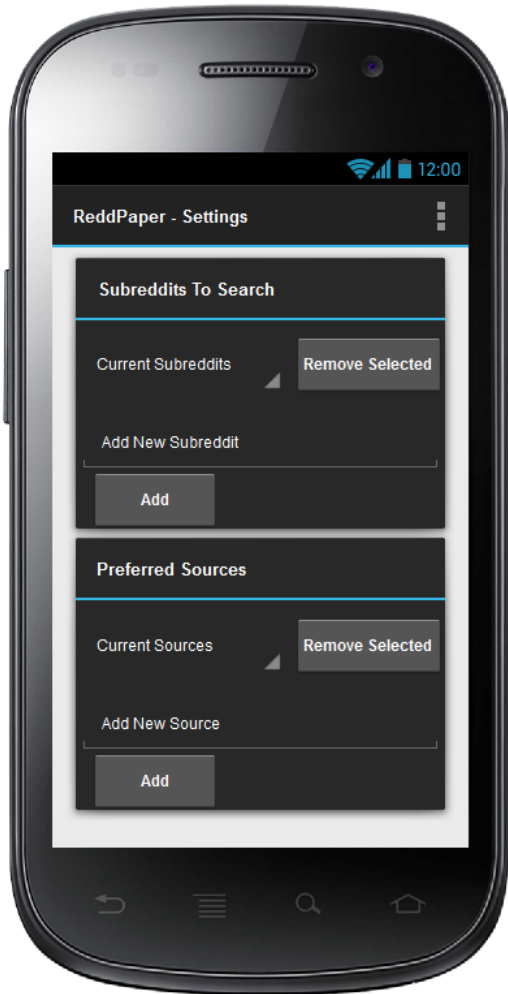 12:00
ReddPaper - Settings
Subreddits To Search
Current Subreddits Remove Selected
Add New Subreddit
Add
Preferred Sources
Current Sources Remove Selected
Add New Source
Add